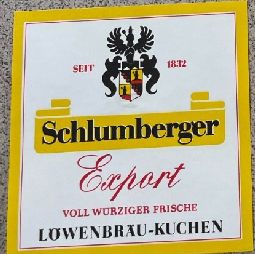 SEIT 1832
Schlumberger
Export
VOLL WÜRZIGER FRISCHE
LÖWENBRÄU-KUCHEN